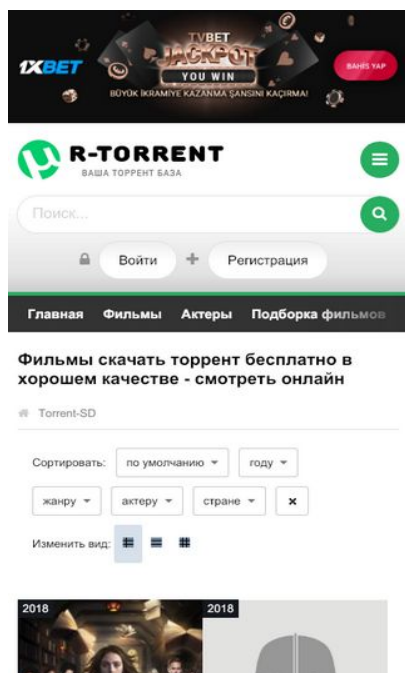 TVBET
JACKPOT
1XBET
YOU WIN
BAHİS YAP
BÜYÜK İKRAMİYE KAZANMA ŞANSINI KAÇIRMA!
R-TORRENT
ВАША ТОРРЕНТ БАЗА
Поиск...
Войти
Регистрация
Главная Фильмы Актеры Подборка фильмов
Фильмы скачать торрент бесплатно в
хорошем качестве - смотреть онлайн
Torrent-SD
Сортировать: по умолчанию году
жанру актеру стране
Изменить вид:
2018 2018